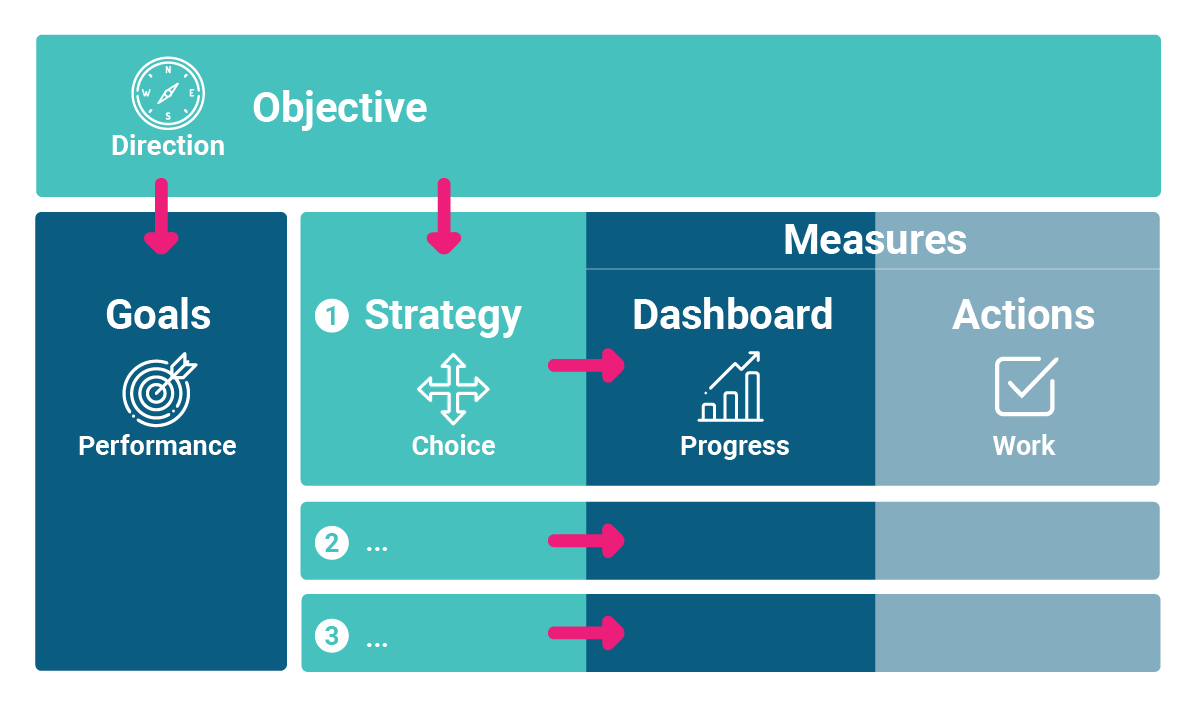 N
W E
S
Direction
Objective
Goals
Performance
Measures
1 Strategy
Choice
Dashboard
Progress
Actions
Work
2 ...
3 ...